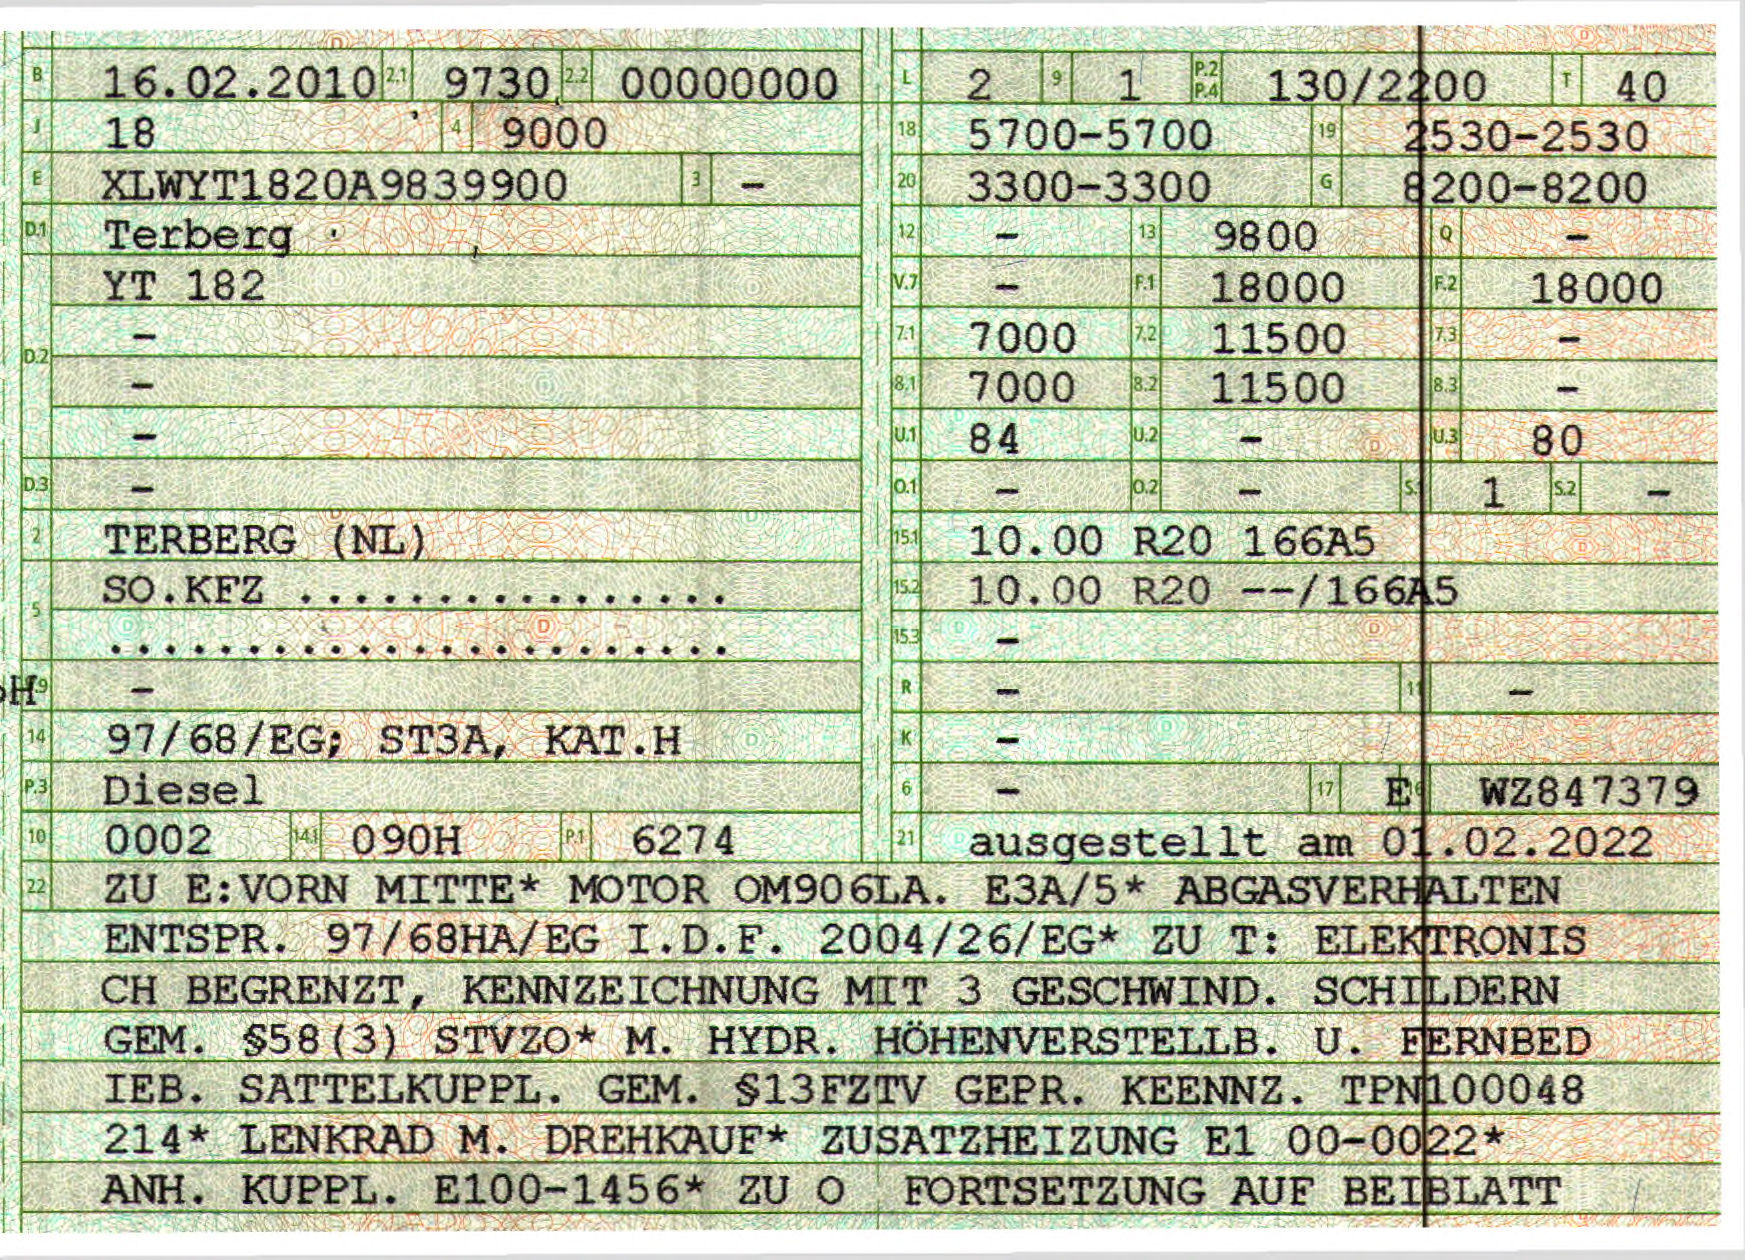 B 16.02.2010 2.1 9730 2.2 00000000
J 18 4 9000
E XLWYT1820A9839900 3 –
D.1 Terberg
YT 182
–
D.2 –
–
D.3 –
2 TERBERG (NL)
SO.KFZ ................
5 .......................
–
14 97/68/EG; ST3A, KAT.H
P.3 Diesel
10 0002 14.1 090H P.1 6274
L 2 9 1 P.2 P.4 130/2200 T 40
18 5700–5700 19 2530–2530
20 3300–3300 G 8200–8200
12 – 13 9800 Q –
V.7 – F.1 18000 F.2 18000
7.1 7000 7.2 11500 7.3 –
8.1 7000 8.2 11500 8.3 –
U.1 84 U.2 – U.3 80
O.1 – O.2 – S.1 1 S.2 –
15.1 10.00 R20 166A5
15.2 10.00 R20 --/166A5
15.3 –
R – 11 –
K –
6 – 17 E 16 WZ847379
21 ausgestellt am 01.02.2022
22 ZU E:VORN MITTE* MOTOR OM906LA. E3A/5* ABGASVERHALTEN
ENTSPR. 97/68HA/EG I.D.F. 2004/26/EG* ZU T: ELEKTRONIS
CH BEGRENZT, KENNZEICHNUNG MIT 3 GESCHWIND. SCHILDERN
GEM. §58(3) STVZO* M. HYDR. HÖHENVERSTELLB. U. FERNBED
IEB. SATTELKUPPL. GEM. §13FZTV GEPR. KEENNZ. TPN100048
214* LENKRAD M. DREHKAUF* ZUSATZHEIZUNG E1 00-0022*
ANH. KUPPL. E100-1456* ZU O FORTSETZUNG AUF BEIBLATT